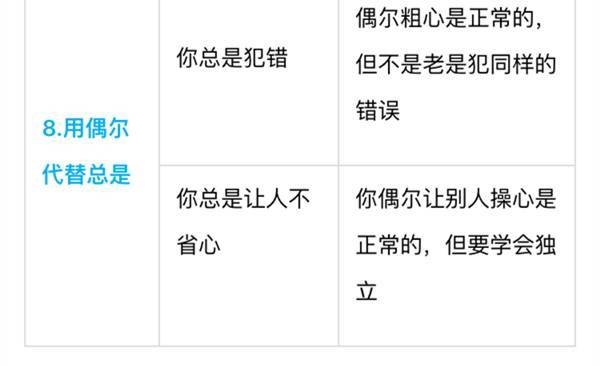 8.用偶尔
代替总是
你总是犯错
偶尔粗心是正常的，
但不是老是犯同样的
错误
你总是让人不
省心
你偶尔让别人操心是
正常的，但要学会独
立